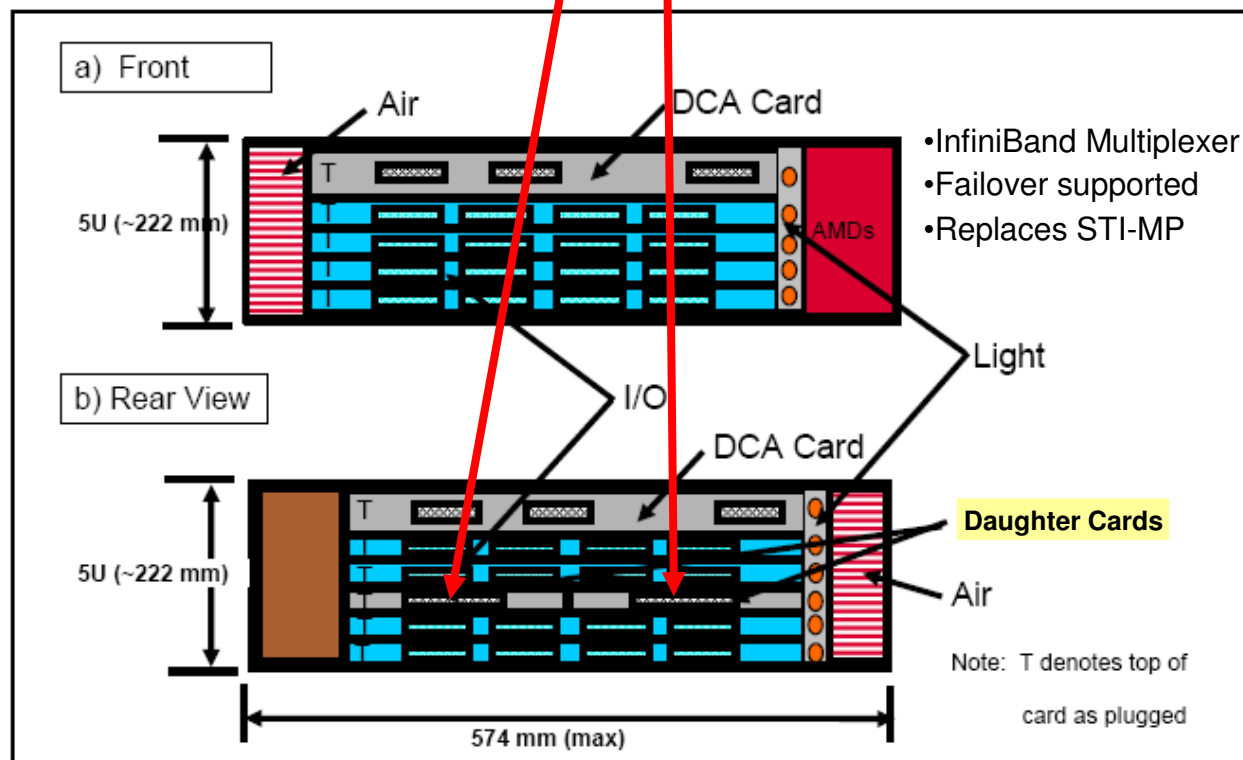 a) Front
Air
DCA Card
•InfiniBand Multiplexer
•Failover supported
•Replaces STI-MP
5U (~222 mm)
T
T
T
T
T
AMDs
Light
I/O
b) Rear View
DCA Card
Daughter Cards
5U (~222 mm)
T
T
T
T
T
T
Air
Note: T denotes top of
card as plugged
574 mm (max)